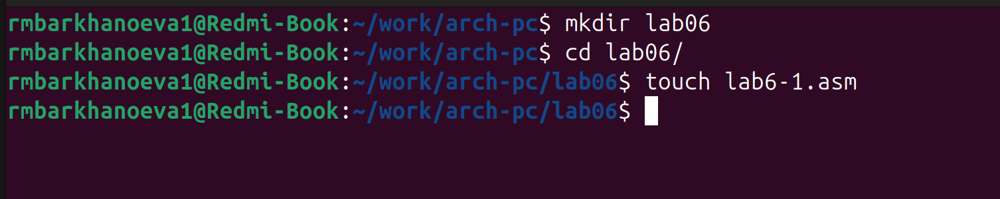 rmbarkhanoeva1@Redmi-Book:~/work/arch-pc$ mkdir lab06
rmbarkhanoeva1@Redmi-Book:~/work/arch-pc$ cd lab06/
rmbarkhanoeva1@Redmi-Book:~/work/arch-pc/lab06$ touch lab6-1.asm
rmbarkhanoeva1@Redmi-Book:~/work/arch-pc/lab06$